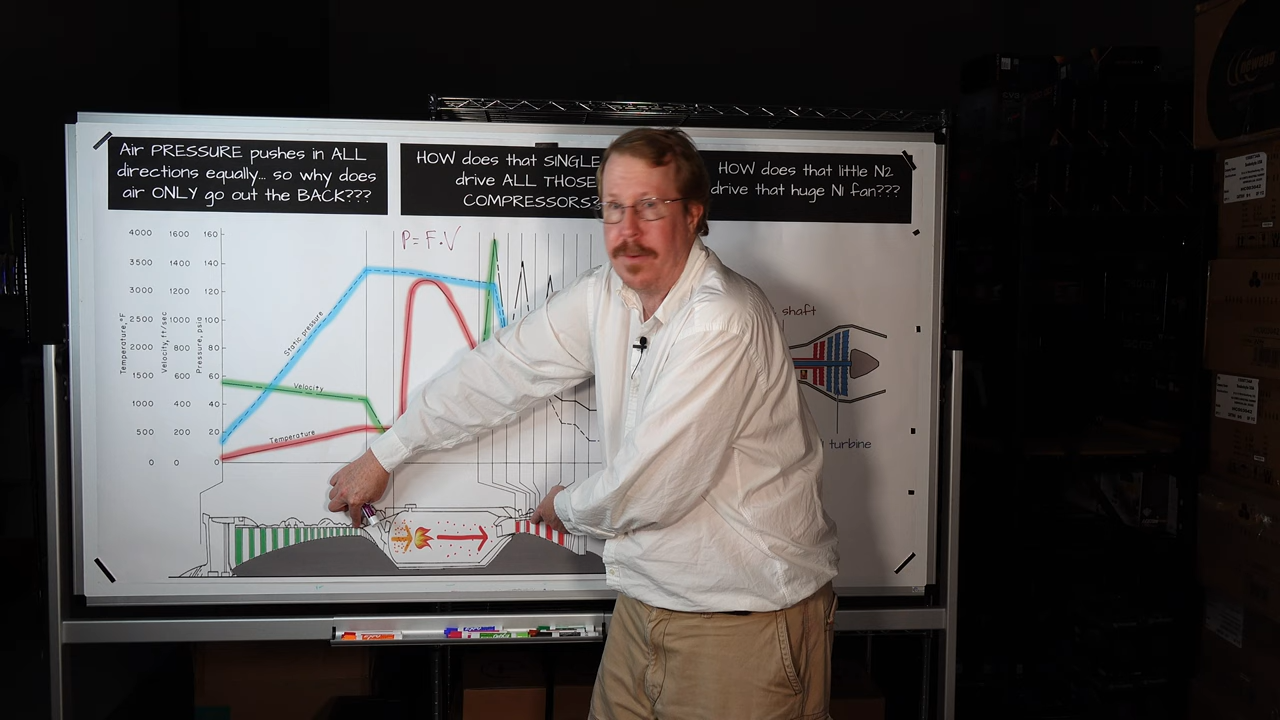 Air PRESSURE pushes in ALL
directions equally... so why does
air ONLY go out the BACK???
HOW does that SINGLE
drive ALL THOSE
COMPRESSORS?
HOW does that little N2
drive that huge N1 fan???
P=F·V
4000 1600 160
3500 1400 140
3000 1200 120
2500 1000 100
2000 800 80
1500 600 60
1000 400 40
500 200 20
0 0 0
Temperature, °F
Velocity, ft/sec
Pressure, psia
Static pressure
Velocity
Temperature
shaft
turbine
expo